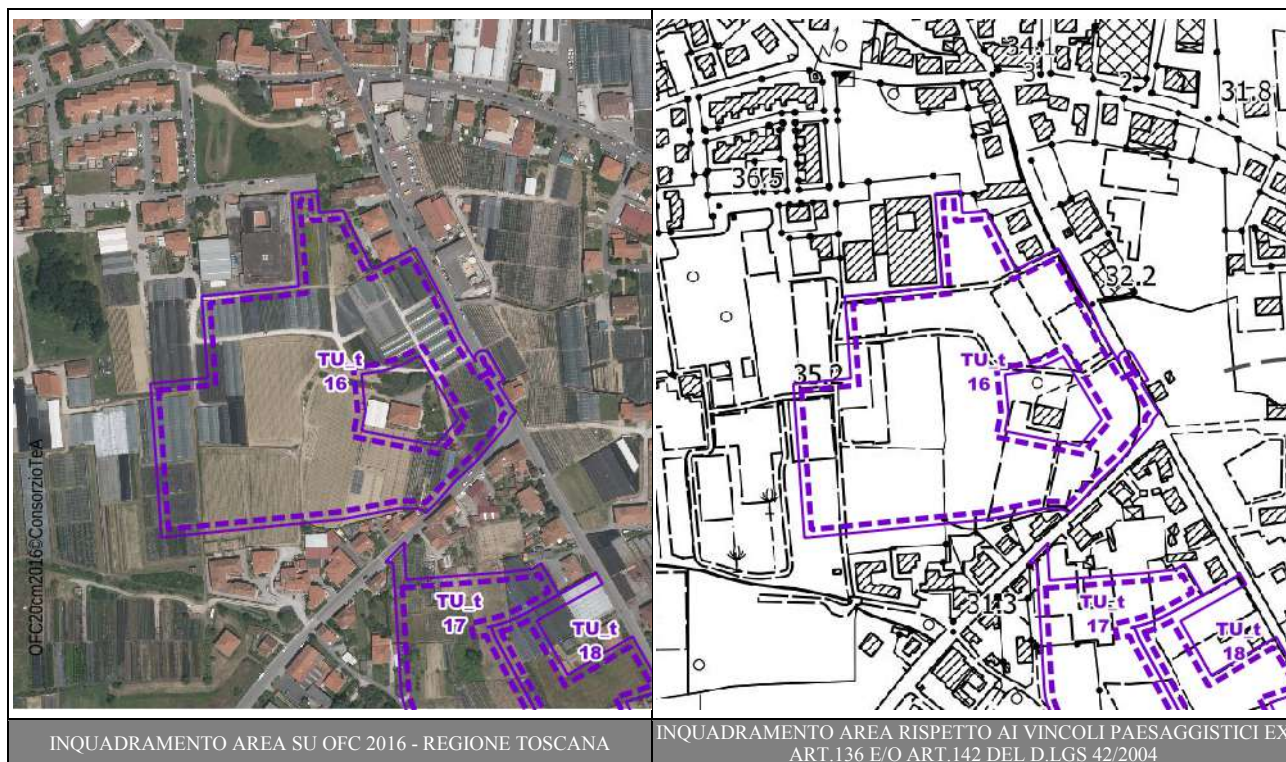 TU_t
16
TU_t
17
TU_t
18
OFC20cm2016©ConsorzioTeA
34.1
3
2
31.8
36.5
32.2
TU_t
16
35.2
31.3
TU_t
17
TU_t
18
INQUADRAMENTO AREA SU OFC 2016 - REGIONE TOSCANA
INQUADRAMENTO AREA RISPETTO AI VINCOLI PAESAGGISTICI EX
ART.136 E/O ART.142 DEL D.LGS 42/2004